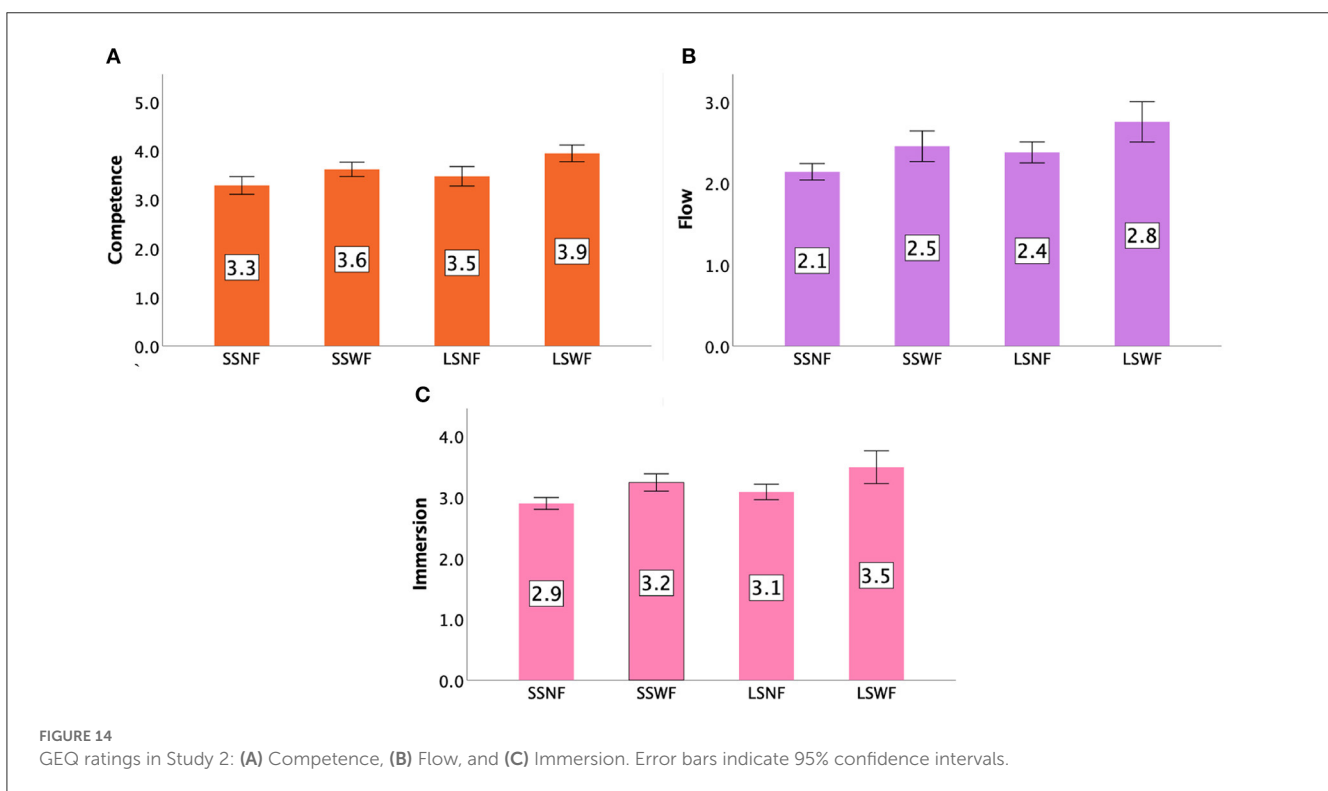 A
Competence
5.0
4.0
3.0
2.0
1.0
0.0
3.3
3.6
3.5
3.9
SSNF
SSWF
LSNF
LSWF
`
B
Flow
3.0
2.0
1.0
0.0
2.1
2.5
2.4
2.8
SSNF
SSWF
LSNF
LSWF
C
Immersion
4.0
3.0
2.0
1.0
0.0
2.9
3.2
3.1
3.5
SSNF
SSWF
LSNF
LSWF
FIGURE 14
GEQ ratings in Study 2: (A) Competence, (B) Flow, and (C) Immersion. Error bars indicate 95% confidence intervals.